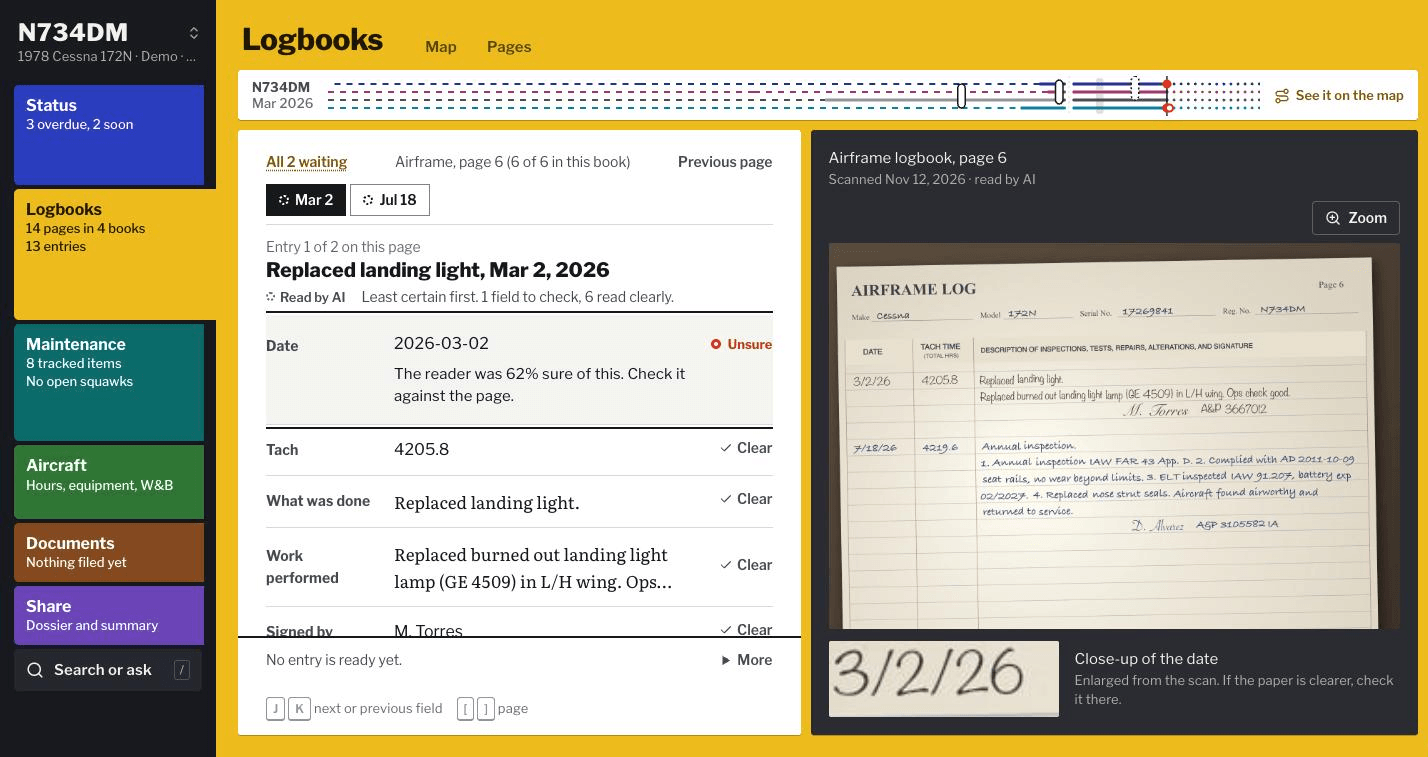 N734DM
1978 Cessna 172N · Demo · ...
Status
3 overdue, 2 soon
Logbooks
14 pages in 4 books
13 entries
Maintenance
8 tracked items
No open squawks
Aircraft
Hours, equipment, W&B
Documents
Nothing filed yet
Share
Dossier and summary
Search or ask /
Logbooks Map Pages
N734DM
Mar 2026
See it on the map
All 2 waiting Airframe, page 6 (6 of 6 in this book) Previous page
Mar 2 Jul 18
Entry 1 of 2 on this page
Replaced landing light, Mar 2, 2026
Read by AI Least certain first. 1 field to check, 6 read clearly.
Date 2026-03-02 Unsure
The reader was 62% sure of this. Check it
against the page.
Tach 4205.8 Clear
What was done Replaced landing light. Clear
Work
performed
Replaced burned out landing light
lamp (GE 4509) in L/H wing. Ops...
Clear
Signed by M. Torres Clear
No entry is ready yet. More
J K next or previous field [ ] page
Airframe logbook, page 6
Scanned Nov 12, 2026 · read by AI
Zoom
AIRFRAME LOG Page 6
Make Cessna Model 172N Serial No. 17269841 Reg. No. N734DM
DATE TACH TIME DESCRIPTION OF INSPECTIONS, TESTS, REPAIRS, ALTERATIONS, AND SIGNATURE
(TOTAL HRS)
3/2/26 4205.8 Replaced landing light.
Replaced burned out landing light lamp (GE 4509) in L/H wing. Ops check good.
M. Torres A&P 3667012
7/18/26 4219.6 Annual inspection.
1. Annual inspection IAW FAR 43 App. D. 2. Complied with AD 2011-10-09
seat rails, no wear beyond limits. 3. ELT inspected IAW 91.207, battery exp
02/2027. 4. Replaced nose strut seals. Aircraft found airworthy and
returned to service.
D. Alvarez A&P 3105582 IA
3/2/26
Close-up of the date
Enlarged from the scan. If the paper is clearer, check
it there.